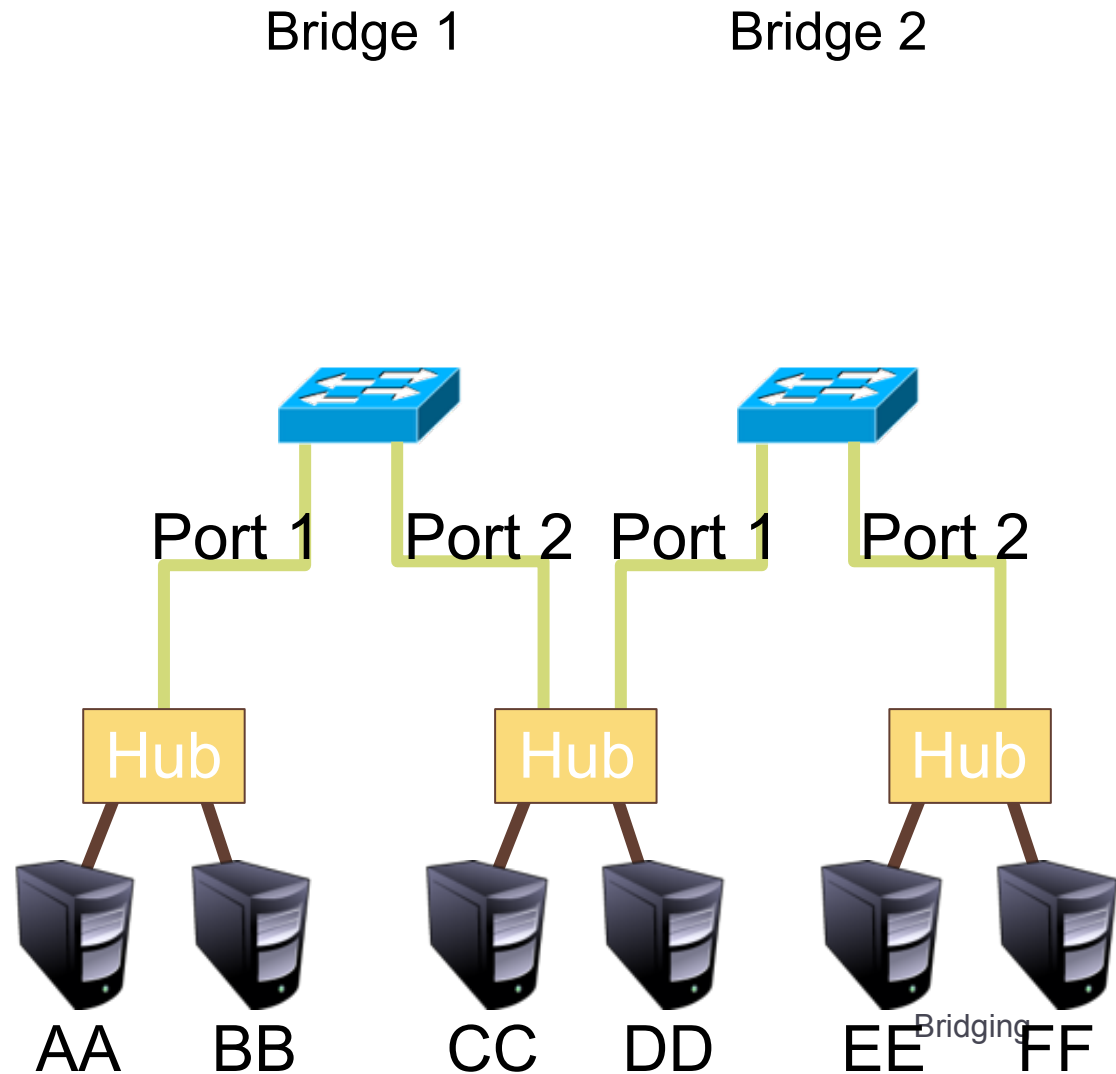 Bridge 1 Bridge 2
Port 1 Port 2 Port 1 Port 2
Hub Hub Hub
AA BB CC DD EE FF
Bridging